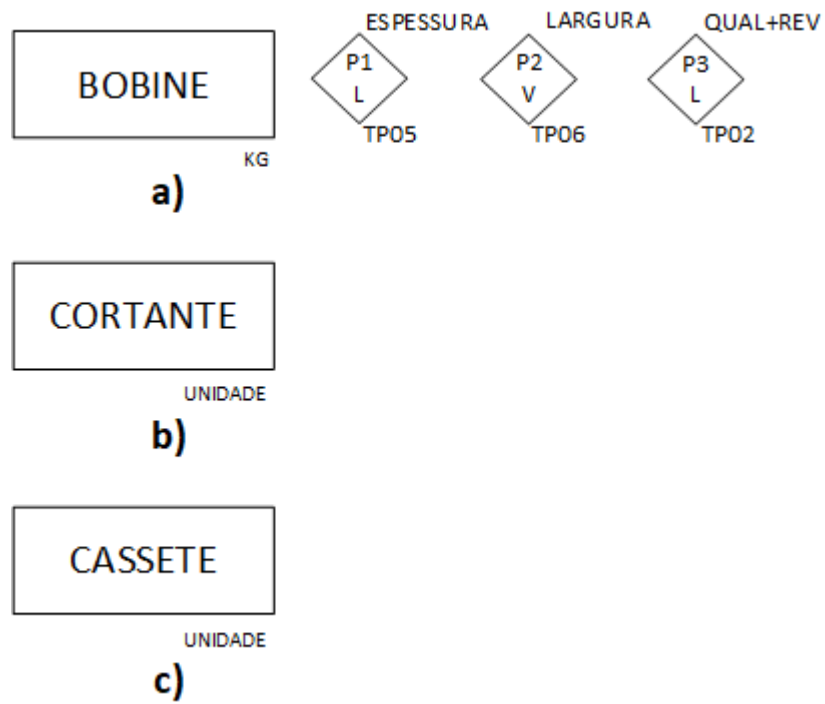 ESPESSURA LARGURA QUAL+REV
BOBINE
P1 P2 P3
L V L
TP05 TP06 TP02
KG
a)
CORTANTE
UNIDADE
b)
CASSETE
UNIDADE
c)